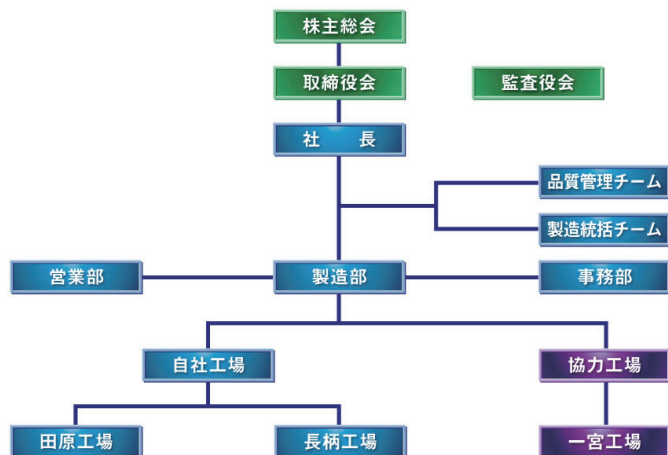 株主総会
取締役会
監査役会
社　　長
品質管理チーム
製造統括チーム
営業部
製造部
事務部
自社工場
協力工場
田原工場
長柄工場
一宮工場